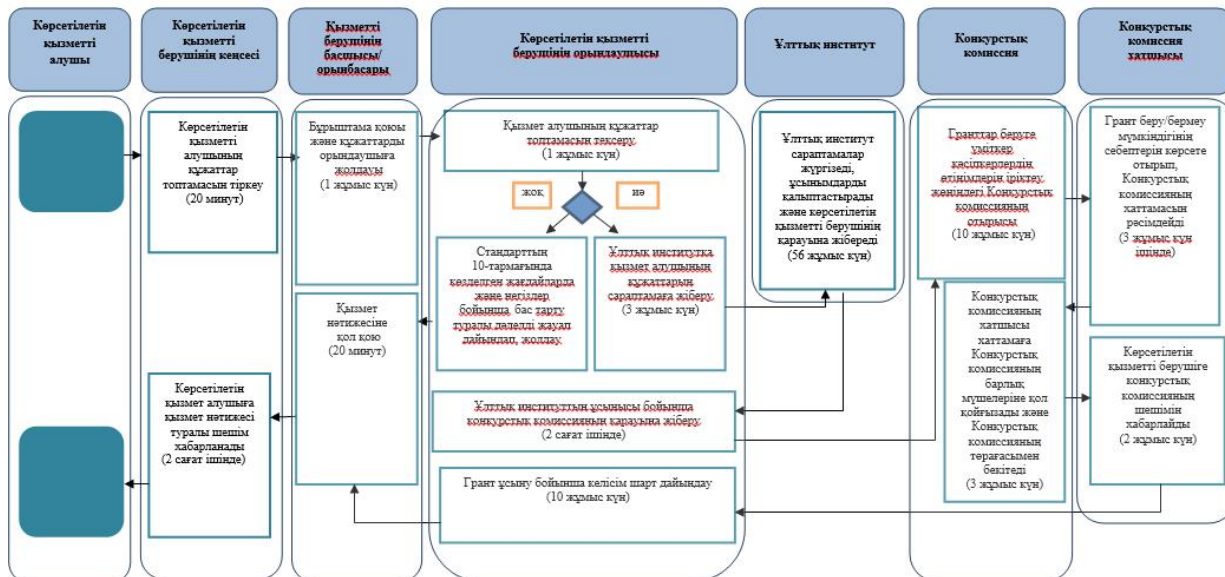 Көрсетілетін
қызметті
алушы
Көрсетілетін
қызметті
берушінің кеңсесі
Қызметті
берушінін
басшысы/
орынбасары
Көрсетілетін қызметті
берушінің орындаушысы
Ұлттық институт
Конкурстық
комиссия
Конкурстық
комиссия
хатшысы
Көрсетілетін
қызметті
алушының
құжаттар
топтамасын тіркеу
(20 минут)
Бұрыштама қоюы
және құжаттарды
орындаушыға
жолдауы
(1 жұмыс күн)
Қызмет алушының құжаттар
топтамасын тексеру.
(1 жұмыс күн)
жоқ
иә
Стандарттың
10-тармағында
көзделген жағдайларда
және негіздер
бойынша, бас тарту
туралы дәлелді жауап
дайындап, жолдау
Ұлттық институтқа
қызмет алушының
құжаттарын
сараптамаға жіберу.
(3 жұмыс күн)
Ұлттық институт
сараптамалар
жүргізеді,
ұсынымдарды
қалыптастырады
және көрсетілетін
қызметті берушінің
қарауына жібереді
(56 жұмыс күн)
Гранттар беруге
үміткер
кәсіпкерлердің
өтінімлерін іріктеу
жөніндегі Конкурстық
комиссияның
отырысы
(10 жұмыс күн)
Грант беру/бермеу
мүмкіндігінің
себептерін көрсете
отырып,
Конкурстық
комиссияның
хаттамасын
рәсімдейді
(3 жұмыс күн
ішінде)
Қызмет
нәтижесіне
қол қою
(20 минут)
Конкурстық
комиссияның
хатшысы
хаттамаға
Конкурстық
комиссияның
барлық
мүшелеріне қол
қойғызады және
Конкурстық
комиссияның
төрағасымен
бекітеді
(3 жұмыс күн)
Көрсетілетін
қызметті берушіге
конкурстық
комиссияның
шешімін
хабарлайды
(2 жұмыс күн)
Көрсетілетін
қызмет алушыға
қызмет нәтижесі
туралы шешім
хабарланады
(2 сағат ішінде)
Ұлттық институттың ұсынысы бойынша
конкурстық комиссияның қарауына жіберу.
(2 сағат ішінде)
Грант ұсыну бойынша келісім шарт дайындау
(10 жұмыс күн)